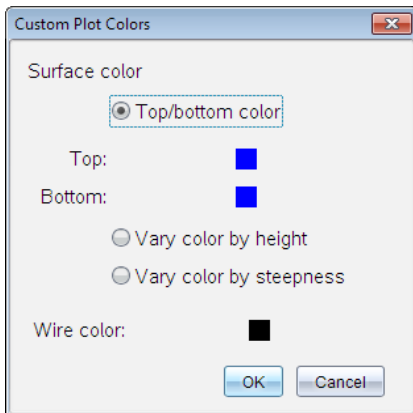 Custom Plot Colors
Surface color
Top/bottom color
Top:
Bottom:
Vary color by height
Vary color by steepness
Wire color:
OK Cancel